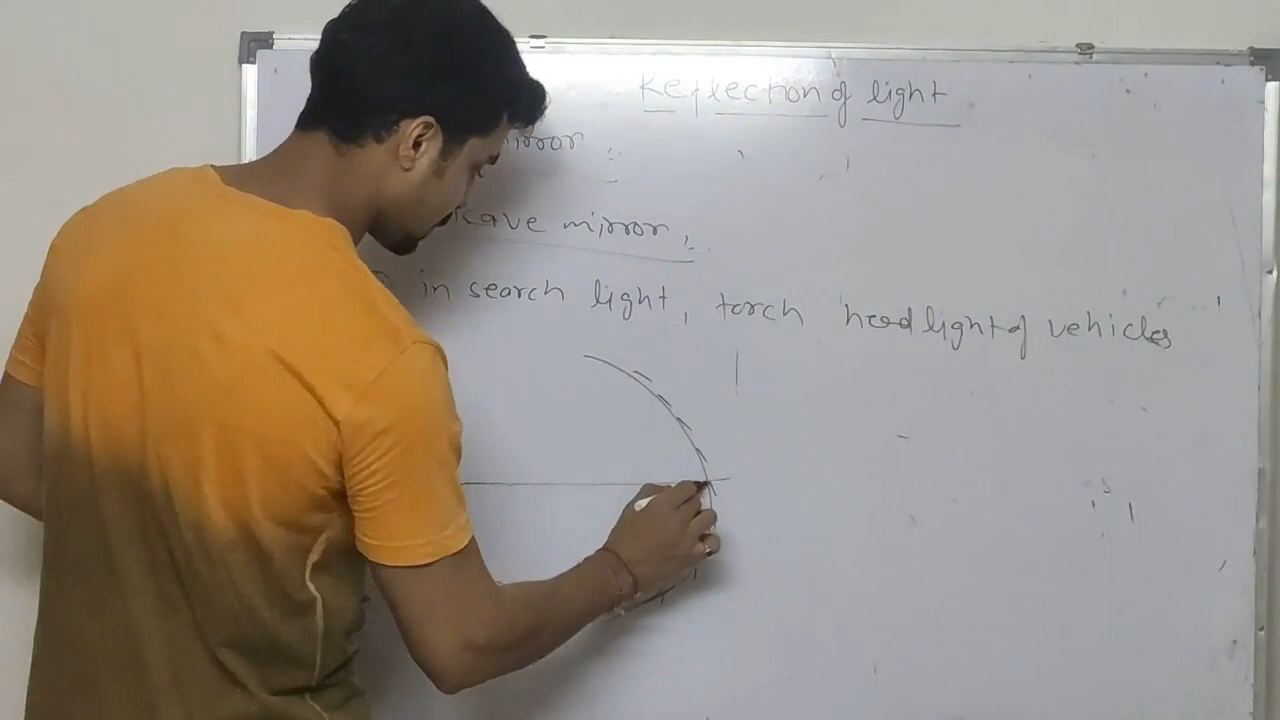 Reflection of light
mirror
cave mirror :
in search light, torch head light of vehicles